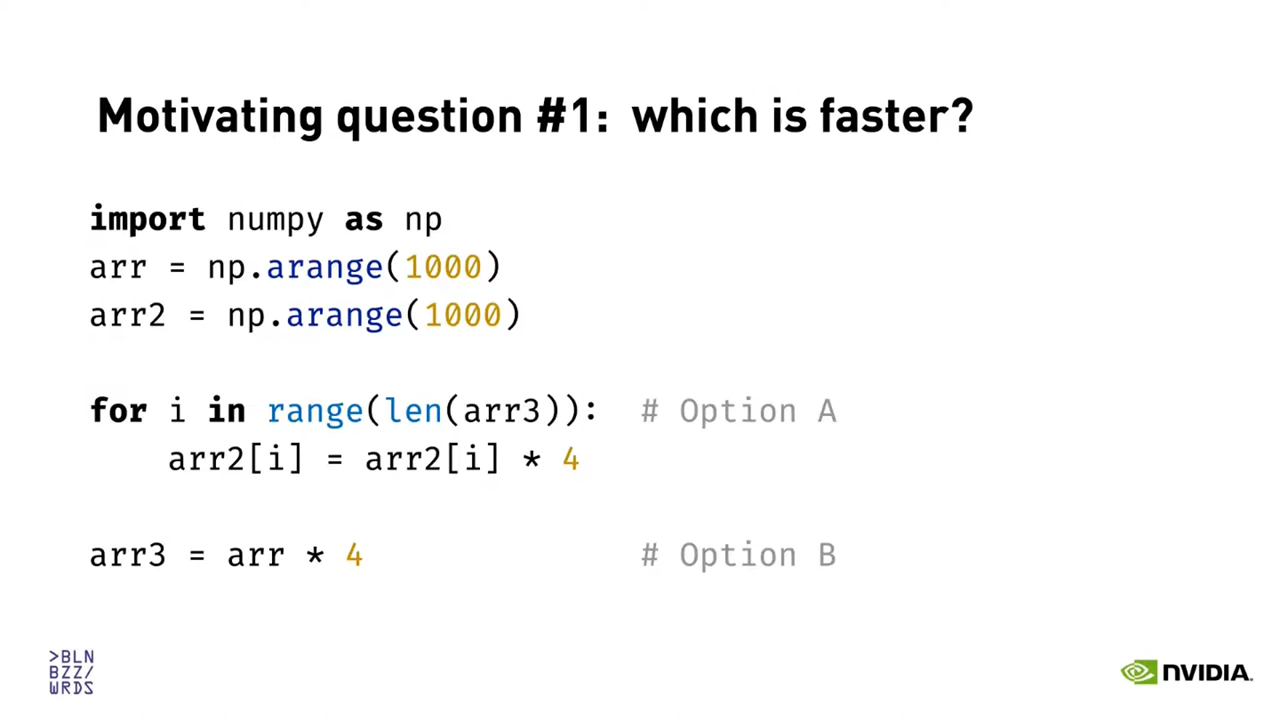 Motivating question #1: which is faster?
import numpy as np
arr = np.arange(1000)
arr2 = np.arange(1000)
for i in range(len(arr3)): # Option A
    arr2[i] = arr2[i] * 4
arr3 = arr * 4 # Option B
>BLN
BZZ/
WRDS
NVIDIA.